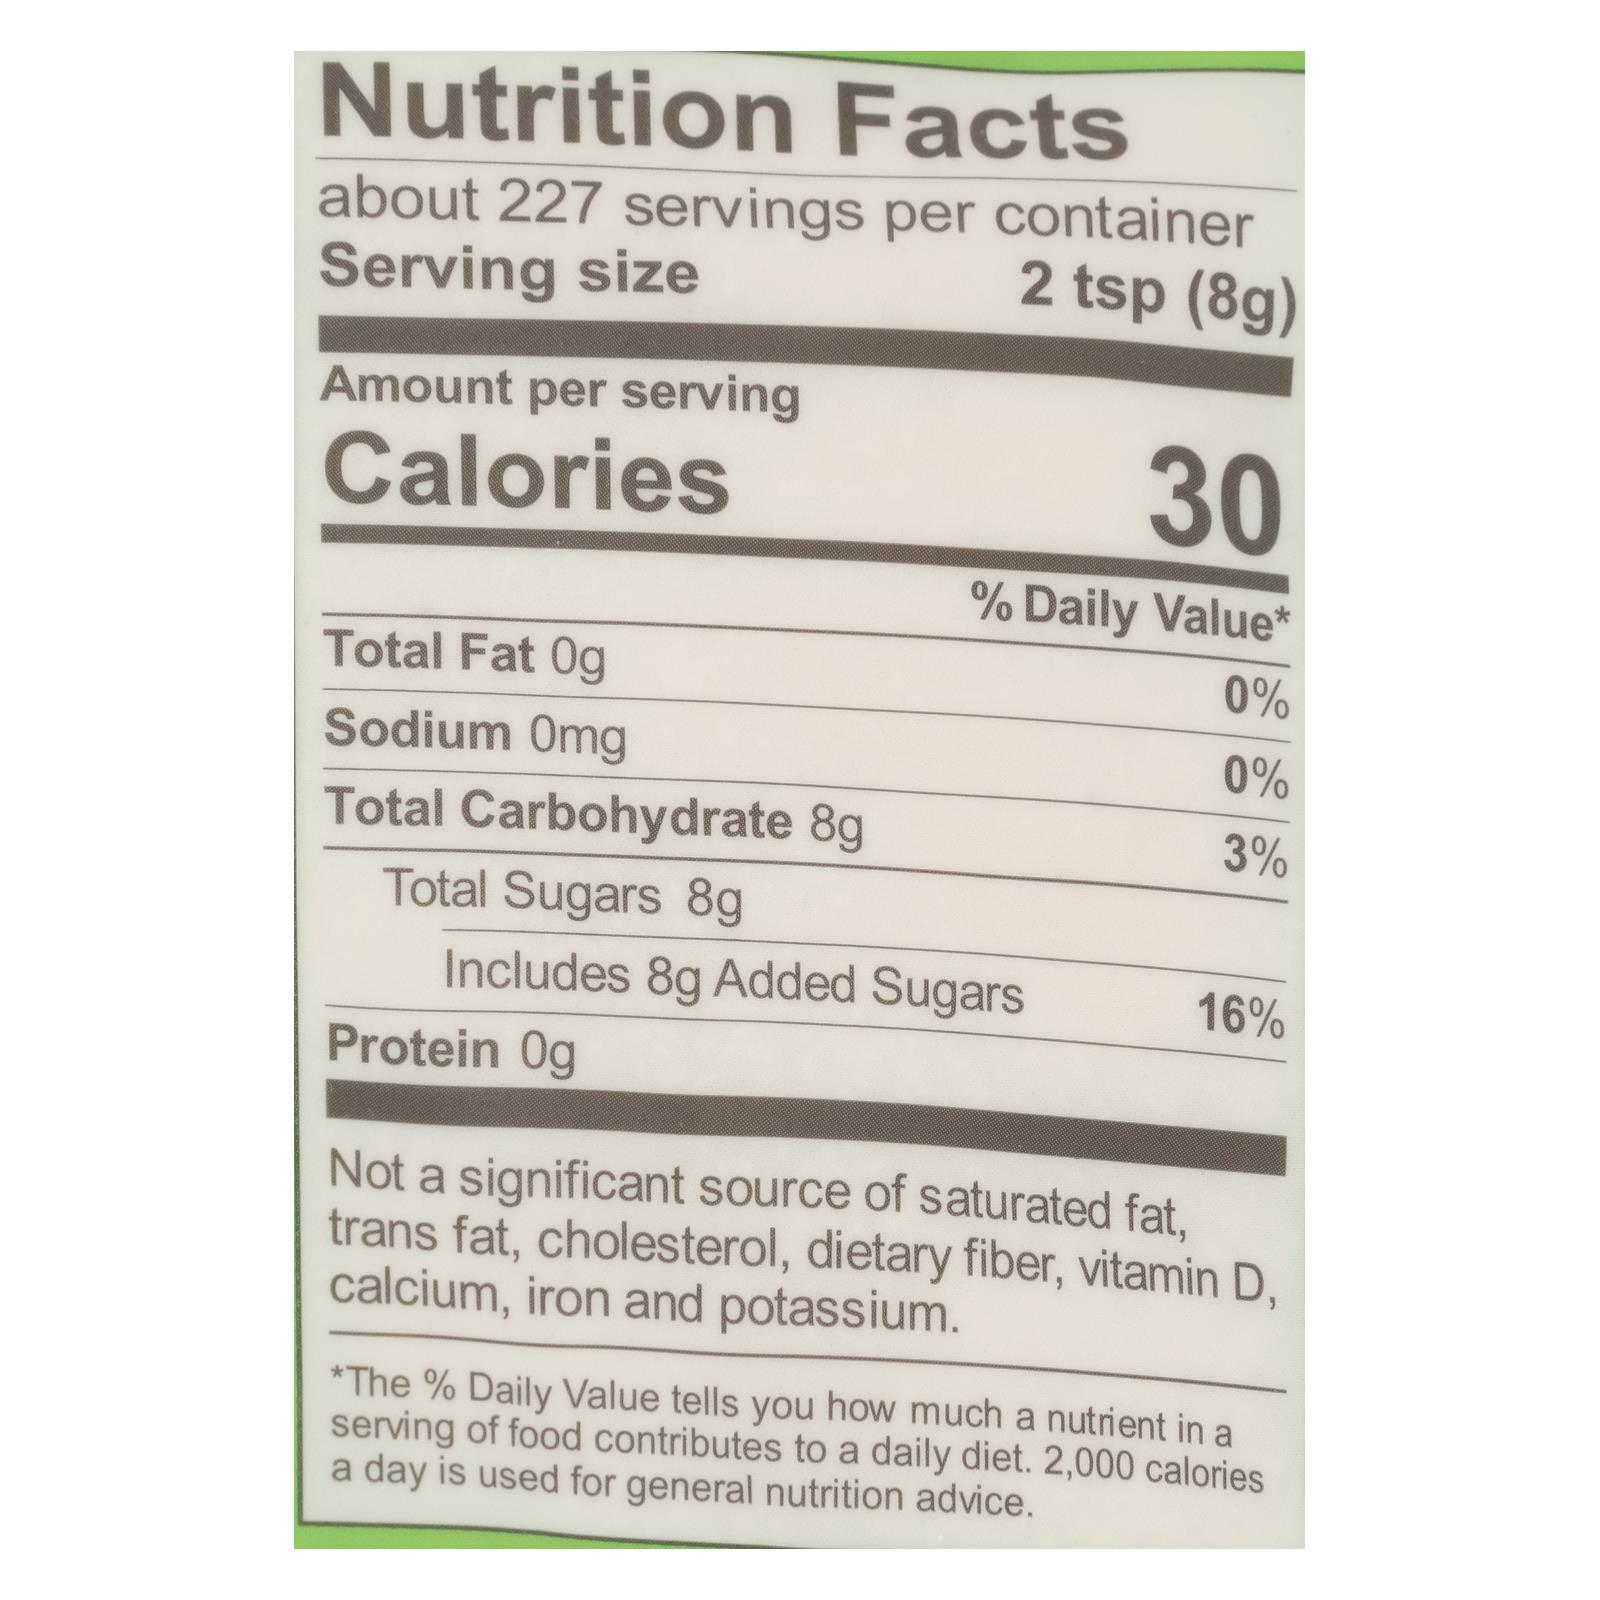 Nutrition Facts
about 227 servings per container
Serving size 2 tsp (8g)
Amount per serving
Calories 30
% Daily Value*
Total Fat 0g 0%
Sodium 0mg 0%
Total Carbohydrate 8g 3%
Total Sugars 8g
Includes 8g Added Sugars 16%
Protein 0g
Not a significant source of saturated fat,
trans fat, cholesterol, dietary fiber, vitamin D,
calcium, iron and potassium.
*The % Daily Value tells you how much a nutrient in a
serving of food contributes to a daily diet. 2,000 calories
a day is used for general nutrition advice.